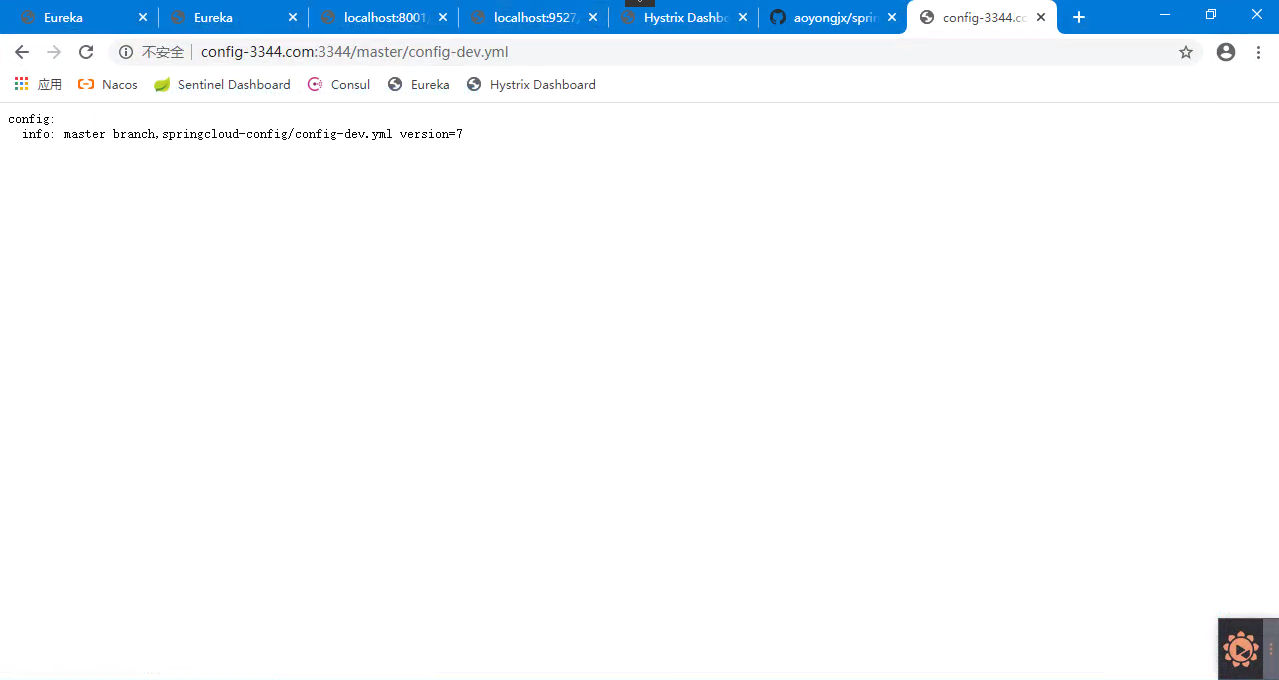 Eureka
Eureka
localhost:8001
localhost:9527
Hystrix Dashbo
aoyongjx/sprin
config-3344.co
不安全
config-3344.com:3344/master/config-dev.yml
应用
Nacos
Sentinel Dashboard
Consul
Eureka
Hystrix Dashboard
config:
info: master branch,springcloud-config/config-dev.yml version=7